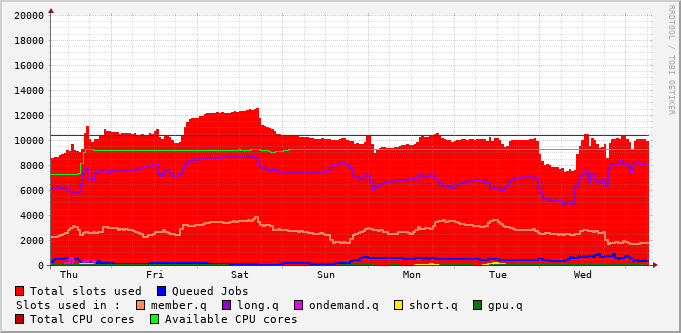 20000
18000
16000
14000
12000
10000
8000
6000
4000
2000
0
Thu Fri Sat Sun Mon Tue Wed
Total slots used Queued Jobs
Slots used in : member.q long.q ondemand.q short.q gpu.q
Total CPU cores Available CPU cores
RRDTOOL / TOBI OETIKER